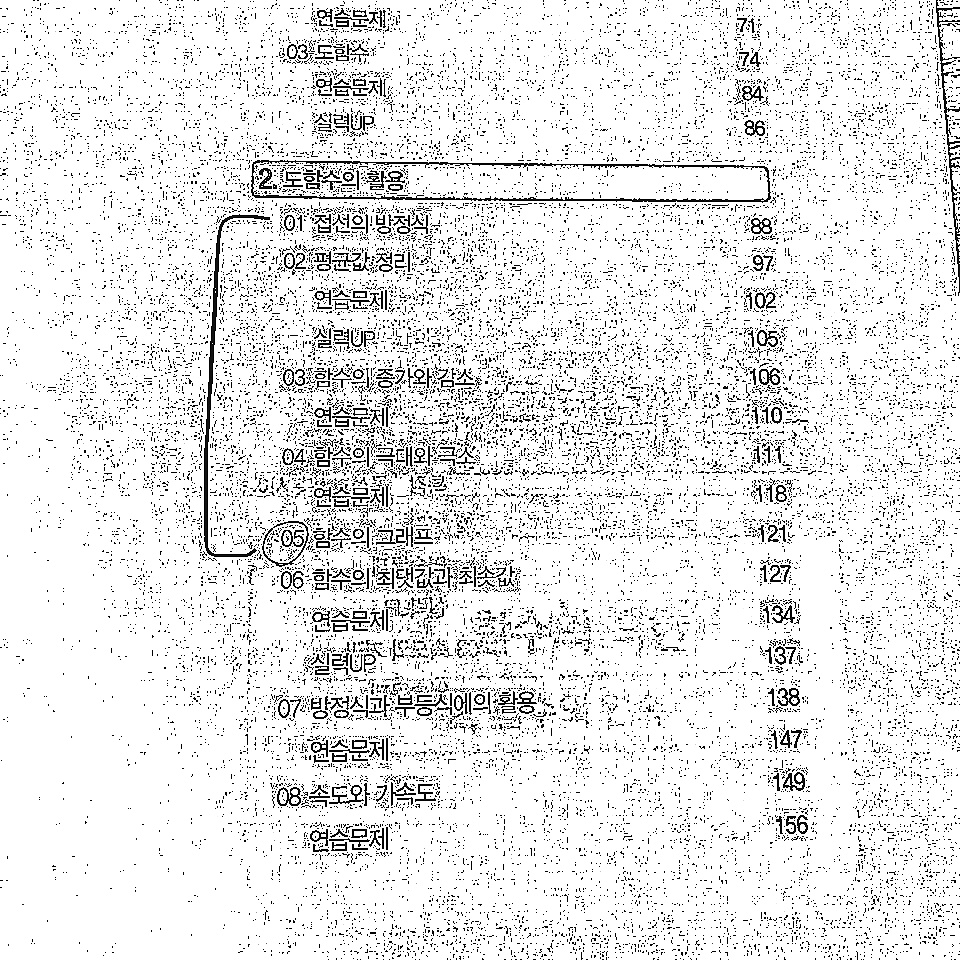 연습문제 71
03 도함수 74
연습문제 84
실력UP 86
2. 도함수의 활용
01 접선의 방정식 88
02 평균값 정리 97
연습문제 102
실력UP 105
03 함수의 증가와 감소 106
연습문제 110
04 함수의 극대와 극소 111
연습문제 118
05 함수의 그래프 121
06 함수의 최댓값과 최솟값 127
연습문제 134
실력UP 137
07 방정식과 부등식에의 활용 138
연습문제 147
08 속도와 가속도 149
연습문제 156